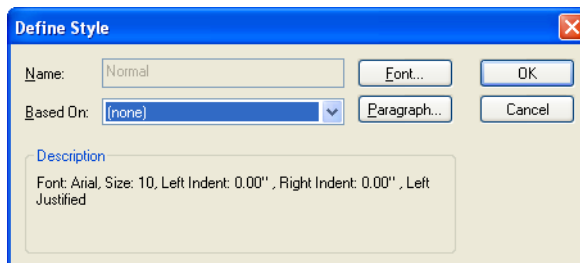 Define Style
Name: Normal Font... OK
Based On: (none) Paragraph... Cancel
Description
Font: Arial, Size: 10, Left Indent: 0.00'' , Right Indent: 0.00'' , Left
Justified